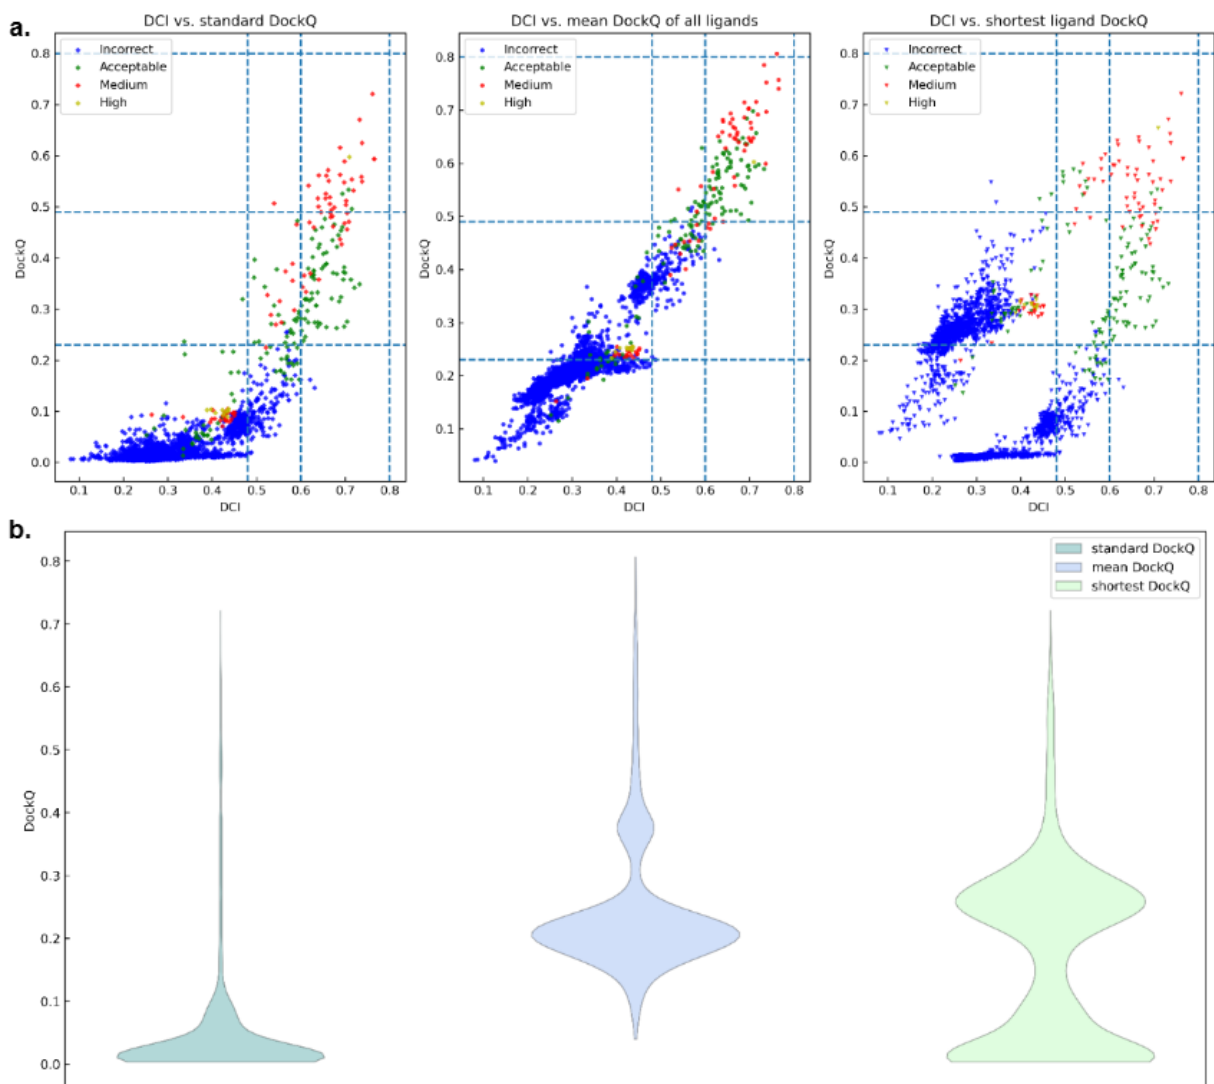 a.
DCI vs. standard DockQ
DCI vs. mean DockQ of all ligands
DCI vs. shortest ligand DockQ
Incorrect
Acceptable
Medium
High
0.8
0.7
0.6
0.5
0.4
0.3
0.2
0.1
0.0
DockQ
0.1 0.2 0.3 0.4 0.5 0.6 0.7 0.8
DCI
Incorrect
Acceptable
Medium
High
0.8
0.7
0.6
0.5
0.4
0.3
0.2
0.1
DockQ
0.1 0.2 0.3 0.4 0.5 0.6 0.7 0.8
DCI
Incorrect
Acceptable
Medium
High
0.8
0.7
0.6
0.5
0.4
0.3
0.2
0.1
0.0
DockQ
0.1 0.2 0.3 0.4 0.5 0.6 0.7 0.8
DCI
b.
standard DockQ
mean DockQ
shortest DockQ
0.8
0.7
0.6
0.5
0.4
0.3
0.2
0.1
0.0
DockQ